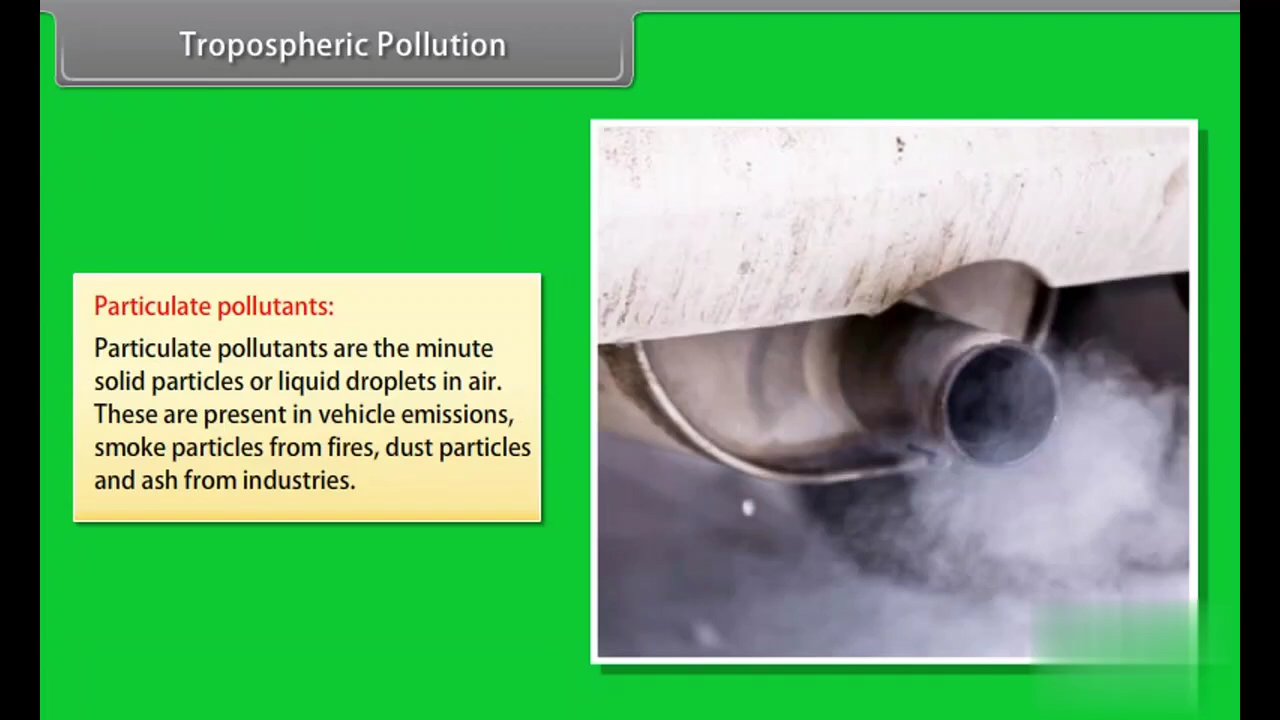 Tropospheric Pollution
Particulate pollutants:
Particulate pollutants are the minute
solid particles or liquid droplets in air.
These are present in vehicle emissions,
smoke particles from fires, dust particles
and ash from industries.